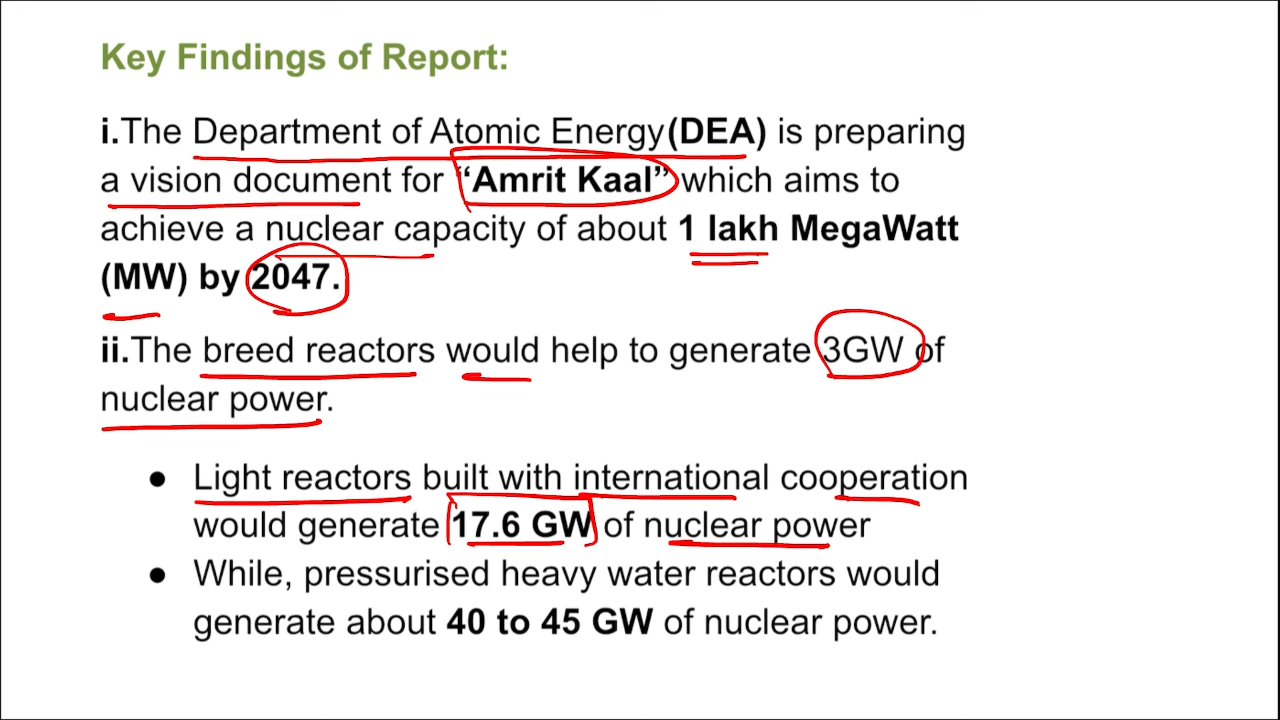 Key Findings of Report:
i.The Department of Atomic Energy(DEA) is preparing
a vision document for “Amrit Kaal” which aims to
achieve a nuclear capacity of about 1 lakh MegaWatt
(MW) by 2047.
ii.The breed reactors would help to generate 3GW of
nuclear power.
● Light reactors built with international cooperation
would generate 17.6 GW of nuclear power
● While, pressurised heavy water reactors would
generate about 40 to 45 GW of nuclear power.